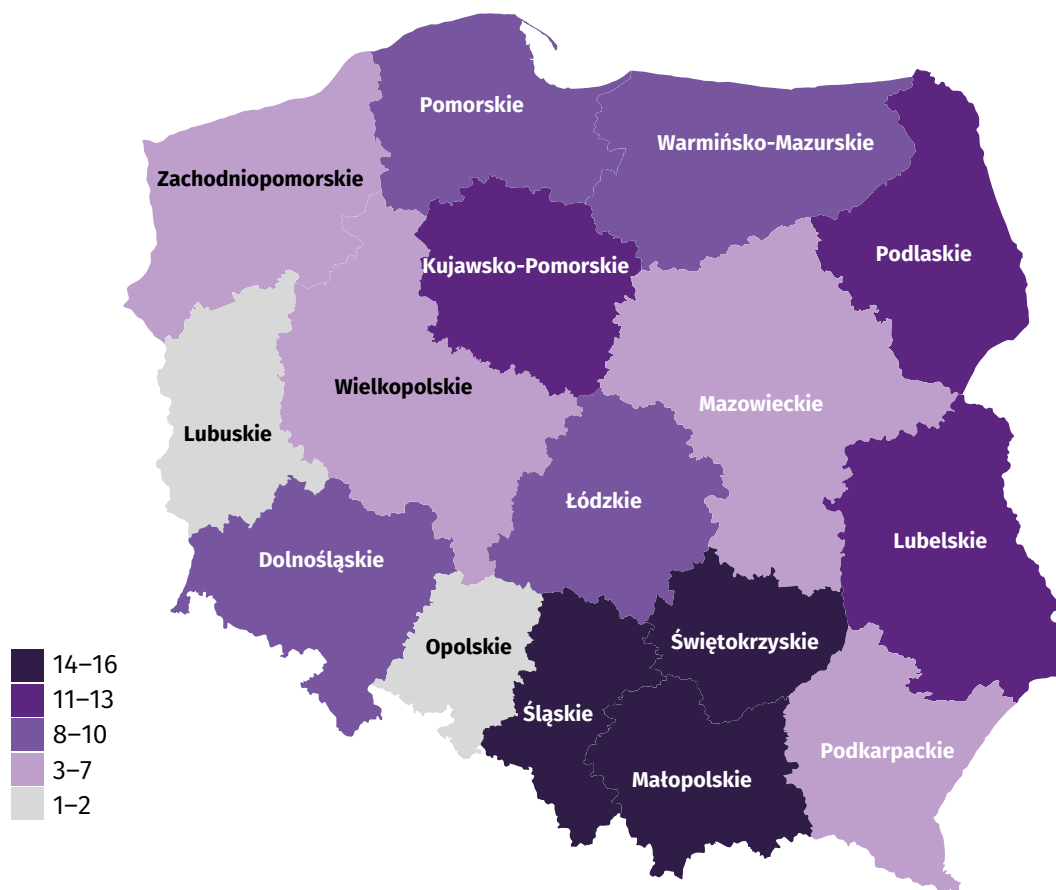 Pomorskie
Warmińsko-Mazurskie
Zachodniopomorskie
Podlaskie
Kujawsko-Pomorskie
Wielkopolskie
Mazowieckie
Lubuskie
Łódzkie
Lubelskie
Dolnośląskie
Świętokrzyskie
Opolskie
Śląskie
Podkarpackie
Małopolskie
14–16
11–13
8–10
3–7
1–2